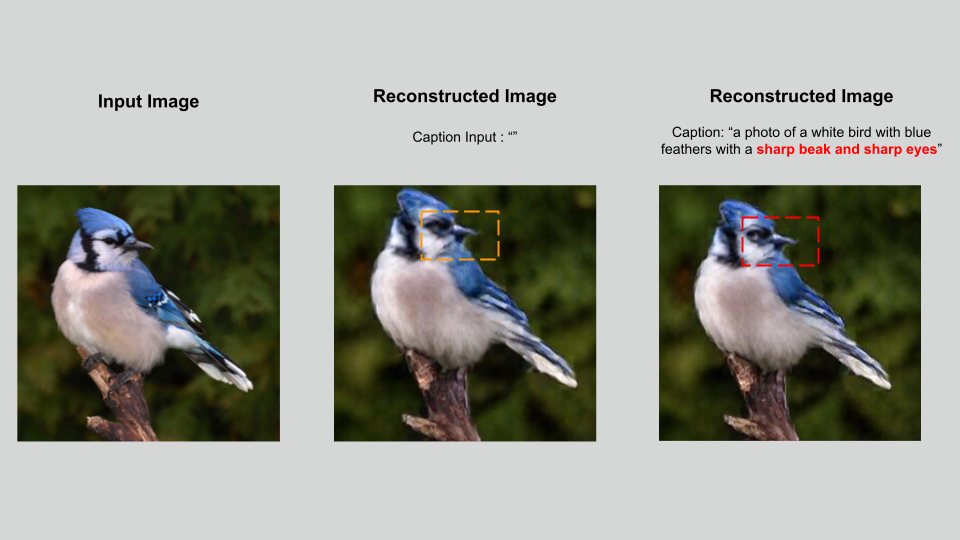 Input Image
Reconstructed Image
Caption Input : “”
Reconstructed Image
Caption: “a photo of a white bird with blue
feathers with a sharp beak and sharp eyes”